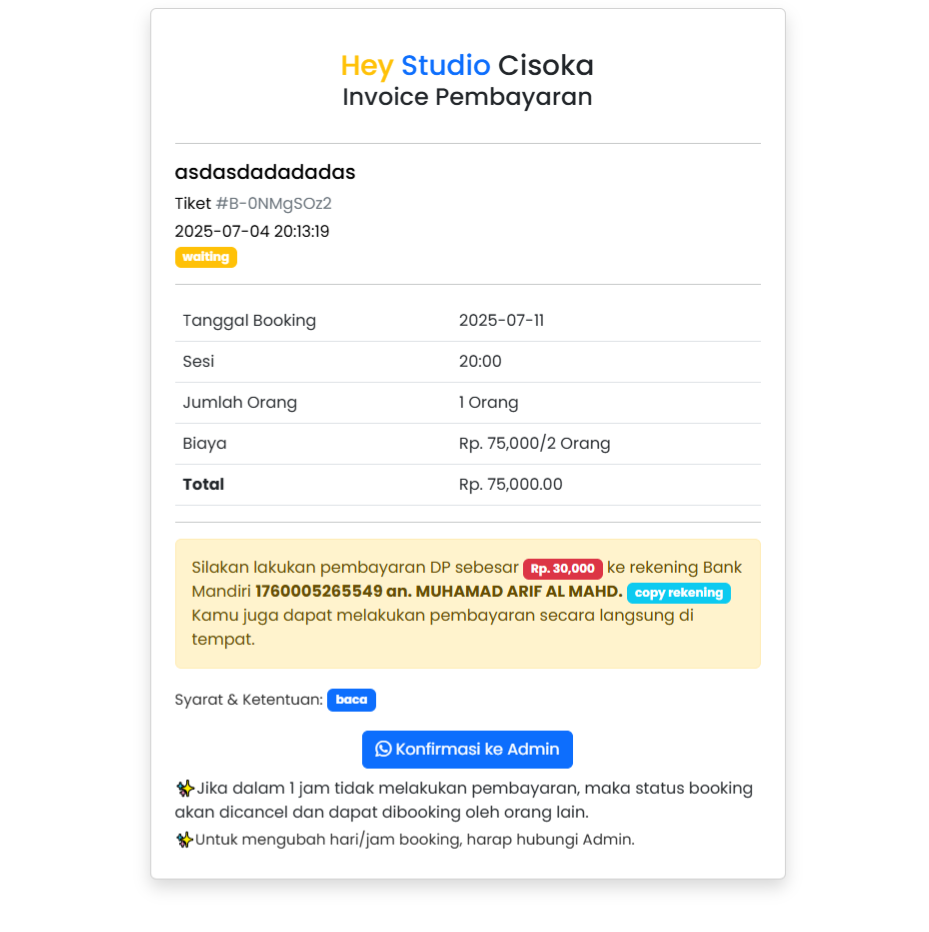 Hey Studio Cisoka
Invoice Pembayaran
asdasdadadadas
Tiket #B-0NMgSOz2
2025-07-04 20:13:19
waiting
Tanggal Booking 2025-07-11
Sesi 20:00
Jumlah Orang 1 Orang
Biaya Rp. 75,000/2 Orang
Total Rp. 75,000.00
Silakan lakukan pembayaran DP sebesar Rp. 30,000 ke rekening Bank
Mandiri 1760005265549 an. MUHAMAD ARIF AL MAHD. copy rekening
Kamu juga dapat melakukan pembayaran secara langsung di
tempat.
Syarat & Ketentuan: baca
Konfirmasi ke Admin
✨Jika dalam 1 jam tidak melakukan pembayaran, maka status booking
akan dicancel dan dapat dibooking oleh orang lain.
✨Untuk mengubah hari/jam booking, harap hubungi Admin.